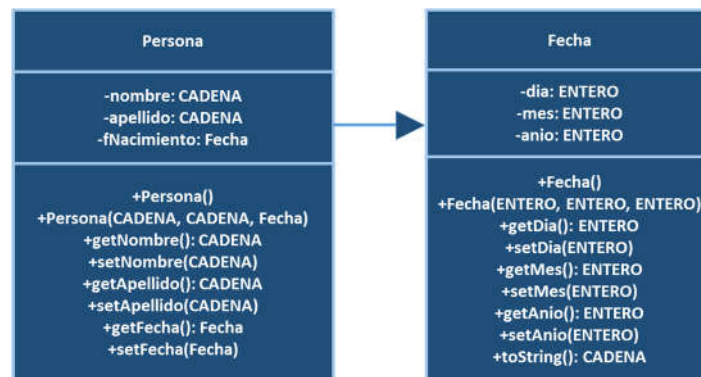 Persona
-nombre: CADENA
-apellido: CADENA
-fNacimiento: Fecha
+Persona()
+Persona(CADENA, CADENA, Fecha)
+getNombre(): CADENA
+setNombre(CADENA)
+getApellido(): CADENA
+setApellido(CADENA)
+getFecha(): Fecha
+setFecha(Fecha)
Fecha
-dia: ENTERO
-mes: ENTERO
-anio: ENTERO
+Fecha()
+Fecha(ENTERO, ENTERO, ENTERO)
+getDia(): ENTERO
+setDia(ENTERO)
+getMes(): ENTERO
+setMes(ENTERO)
+getAnio(): ENTERO
+setAnio(ENTERO)
+toString(): CADENA